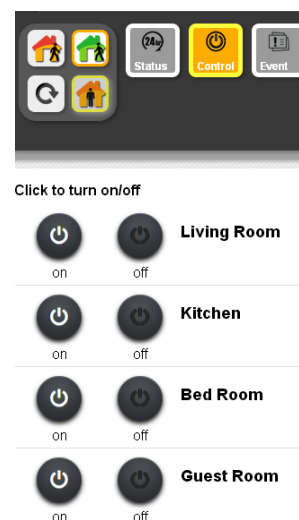 24hr
Status
Control
Event
Click to turn on/off
Living Room
on off
Kitchen
on off
Bed Room
on off
Guest Room
on off